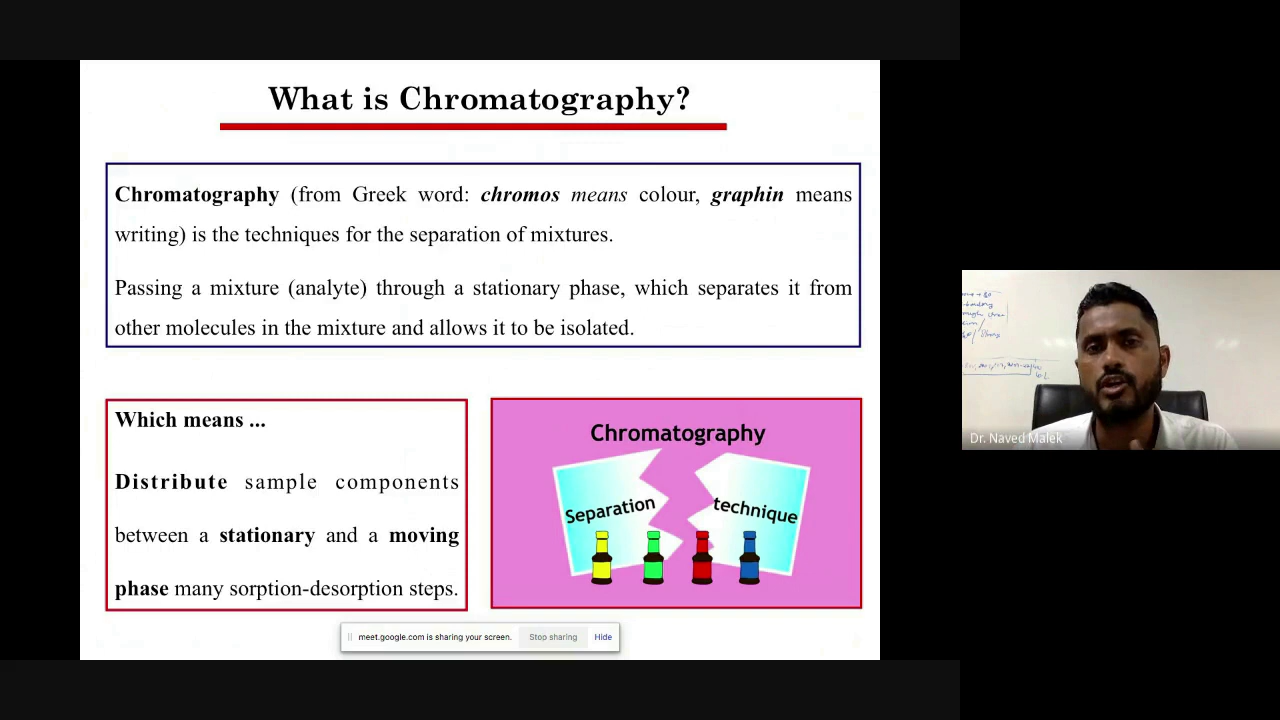 What is Chromatography?
Chromatography (from Greek word: chromos means colour, graphin means
writing) is the techniques for the separation of mixtures.
Passing a mixture (analyte) through a stationary phase, which separates it from
other molecules in the mixture and allows it to be isolated.
Which means ...
Distribute sample components
between a stationary and a moving
phase many sorption-desorption steps.
Chromatography
Separation technique
meet.google.com is sharing your screen. Stop sharing Hide
Dr. Naved Malek